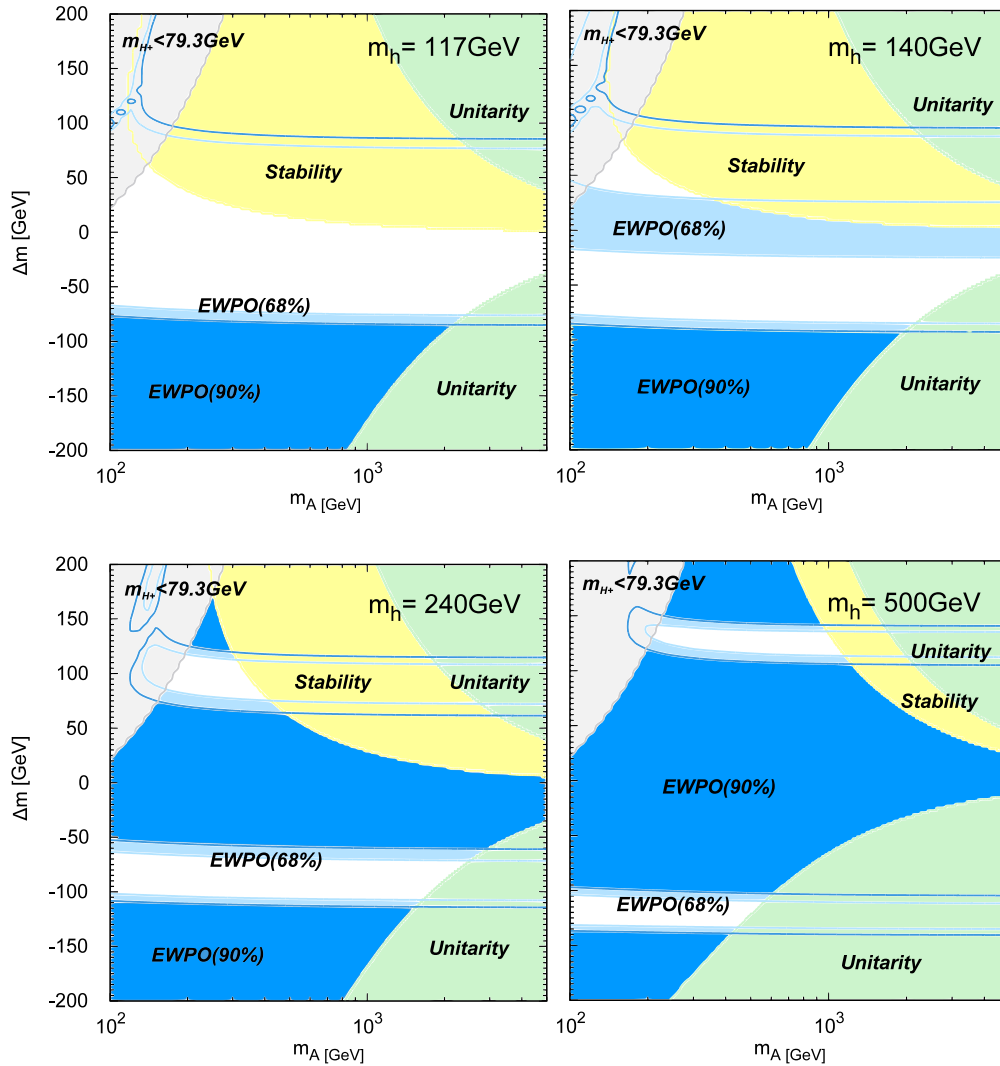 200
150
100
50
0
-50
-100
-150
-200
Δm [GeV]
m_H+<79.3GeV
m_h = 117GeV
Unitarity
Stability
EWPO(68%)
EWPO(90%)
Unitarity
10^2
10^3
m_A [GeV]
m_H+<79.3GeV
m_h = 140GeV
Unitarity
Stability
EWPO(68%)
EWPO(90%)
Unitarity
10^2
10^3
m_A [GeV]
200
150
100
50
0
-50
-100
-150
-200
Δm [GeV]
m_H+<79.3GeV
m_h = 240GeV
Stability
Unitarity
EWPO(68%)
EWPO(90%)
Unitarity
10^2
10^3
m_A [GeV]
m_H+<79.3GeV
m_h = 500GeV
Unitarity
Stability
EWPO(90%)
EWPO(68%)
Unitarity
10^2
10^3
m_A [GeV]